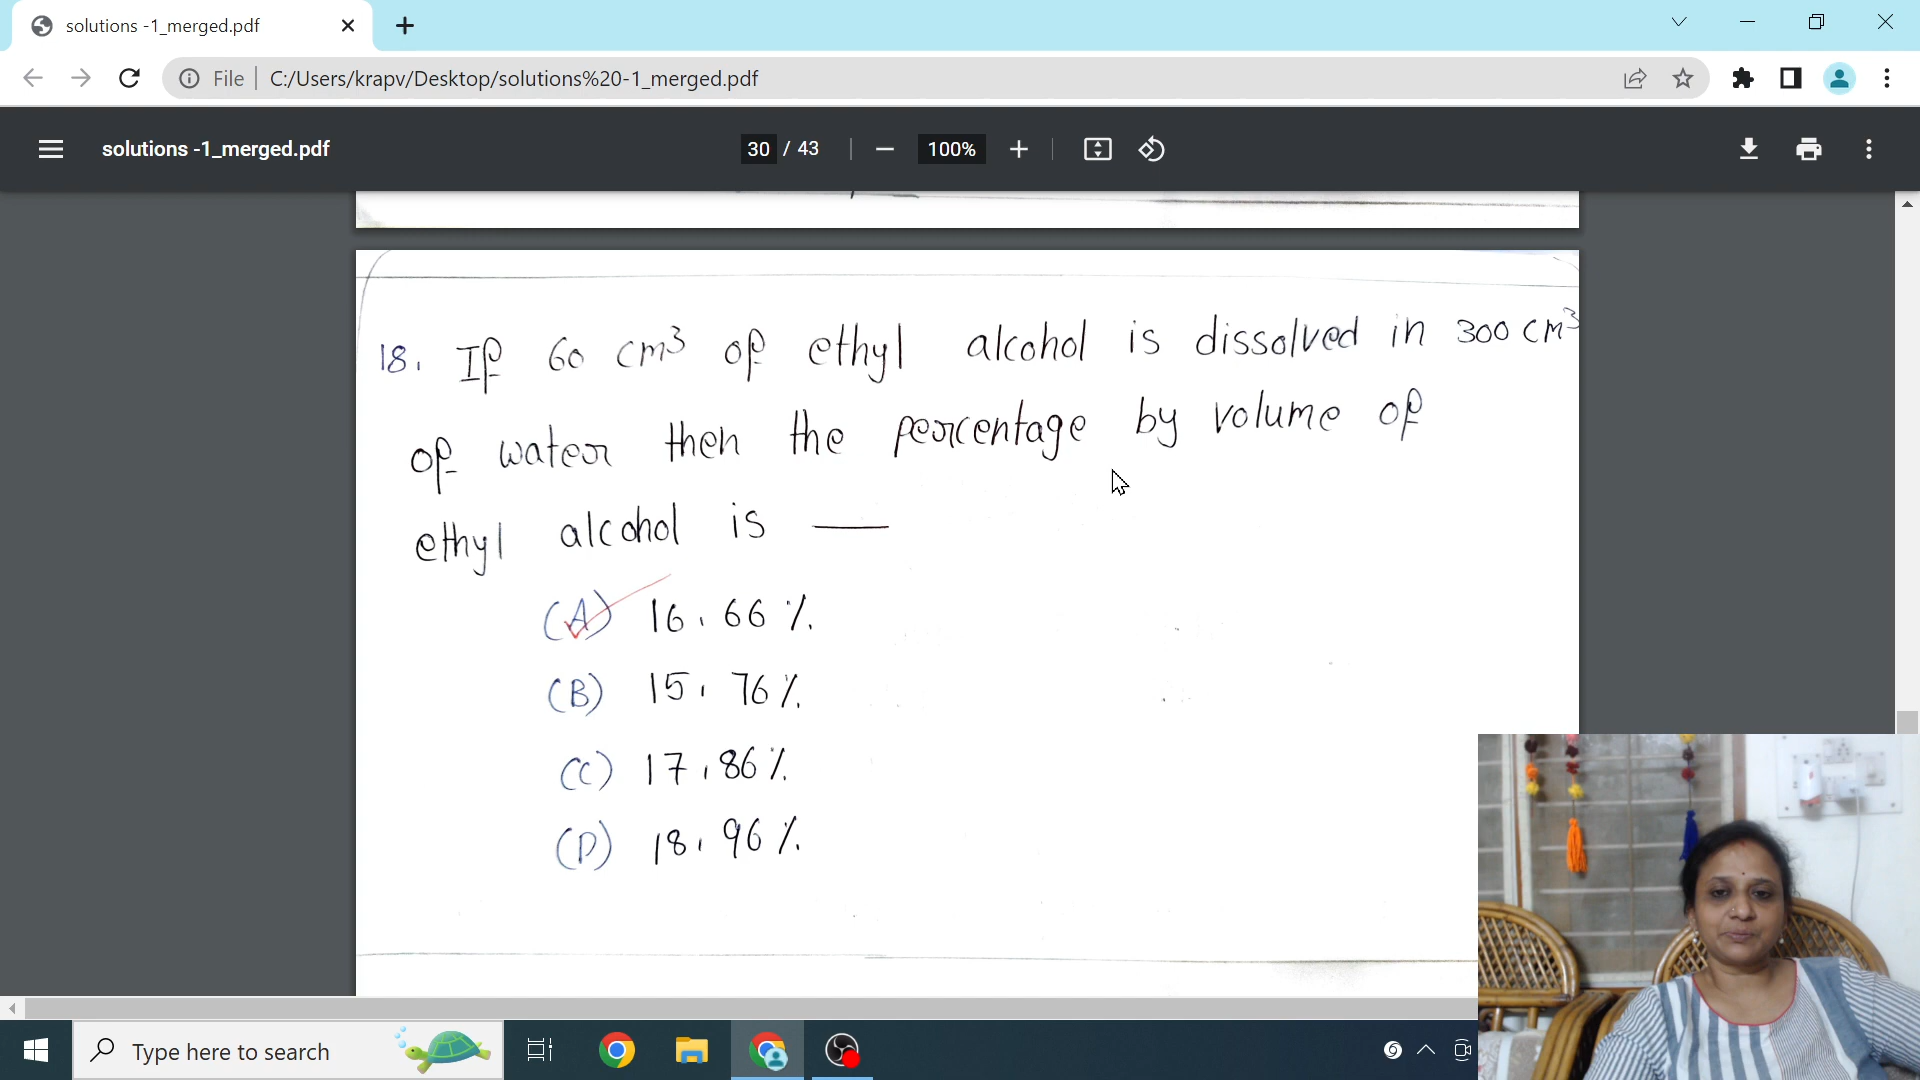 solutions -1_merged.pdf
File C:/Users/krapv/Desktop/solutions%20-1_merged.pdf
solutions -1_merged.pdf 30 / 43 100%
18. If 60 cm³ of ethyl alcohol is dissolved in 300 cm³
of water then the percentage by volume of
ethyl alcohol is —
(A) 16.66 %
(B) 15.76 %
(C) 17.86 %
(D) 18.96 %
Type here to search